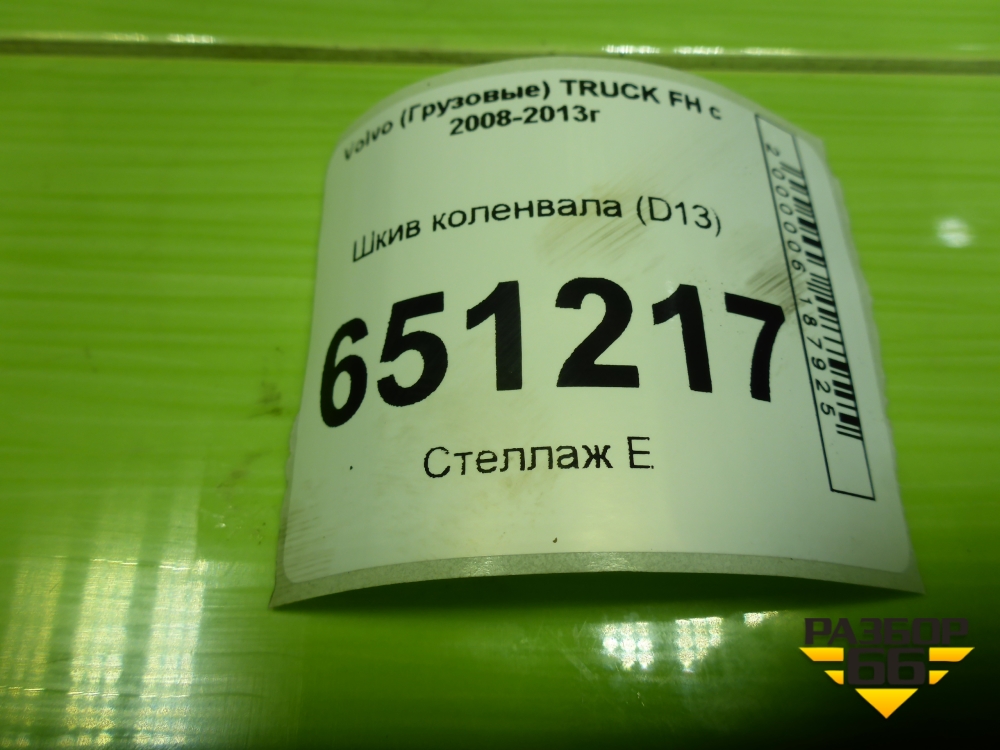 Volvo (Грузовые) TRUCK FH с
2008-2013г
Шкив коленвала (D13)
651217
Стеллаж Е
2000006187925
РАЗБОР
66